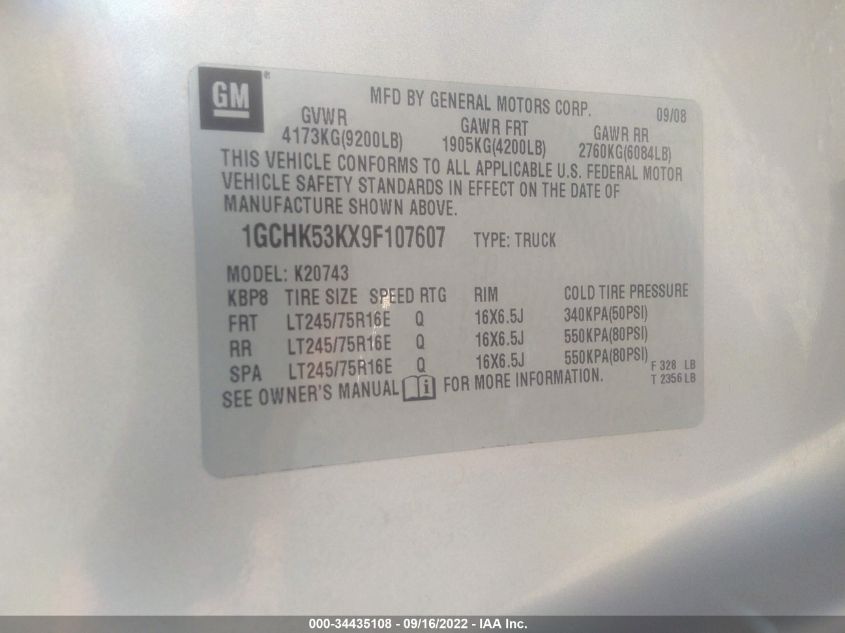 GM ®
MFD BY GENERAL MOTORS CORP. 09/08
GVWR GAWR FRT GAWR RR
4173KG(9200LB) 1905KG(4200LB) 2760KG(6084LB)
THIS VEHICLE CONFORMS TO ALL APPLICABLE U.S. FEDERAL MOTOR
VEHICLE SAFETY STANDARDS IN EFFECT ON THE DATE OF
MANUFACTURE SHOWN ABOVE.
1GCHK53KX9F107607 TYPE: TRUCK
MODEL: K20743
KBP8 TIRE SIZE SPEED RTG RIM COLD TIRE PRESSURE
FRT LT245/75R16E Q 16X6.5J 340KPA(50PSI)
RR LT245/75R16E Q 16X6.5J 550KPA(80PSI)
SPA LT245/75R16E Q 16X6.5J 550KPA(80PSI)
F 328 LB
T 2356 LB
SEE OWNER'S MANUAL i FOR MORE INFORMATION.
000-34435108 - 09/16/2022 - IAA Inc.